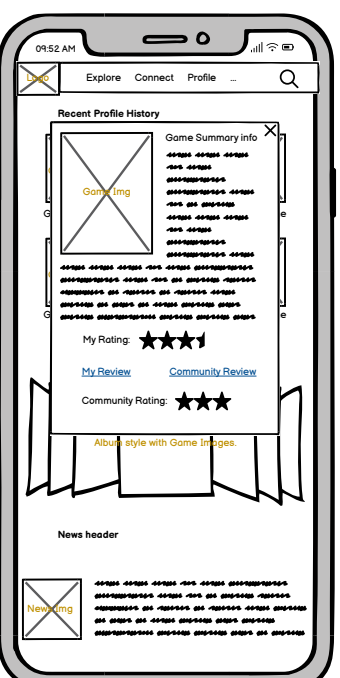 09:52 AM
Logo
Explore Connect Profile ...
Recent Profile History
Game Summary info
Game Img
My Rating:
My Review Community Review
Community Rating:
Album style with Game Images.
News header
News Img